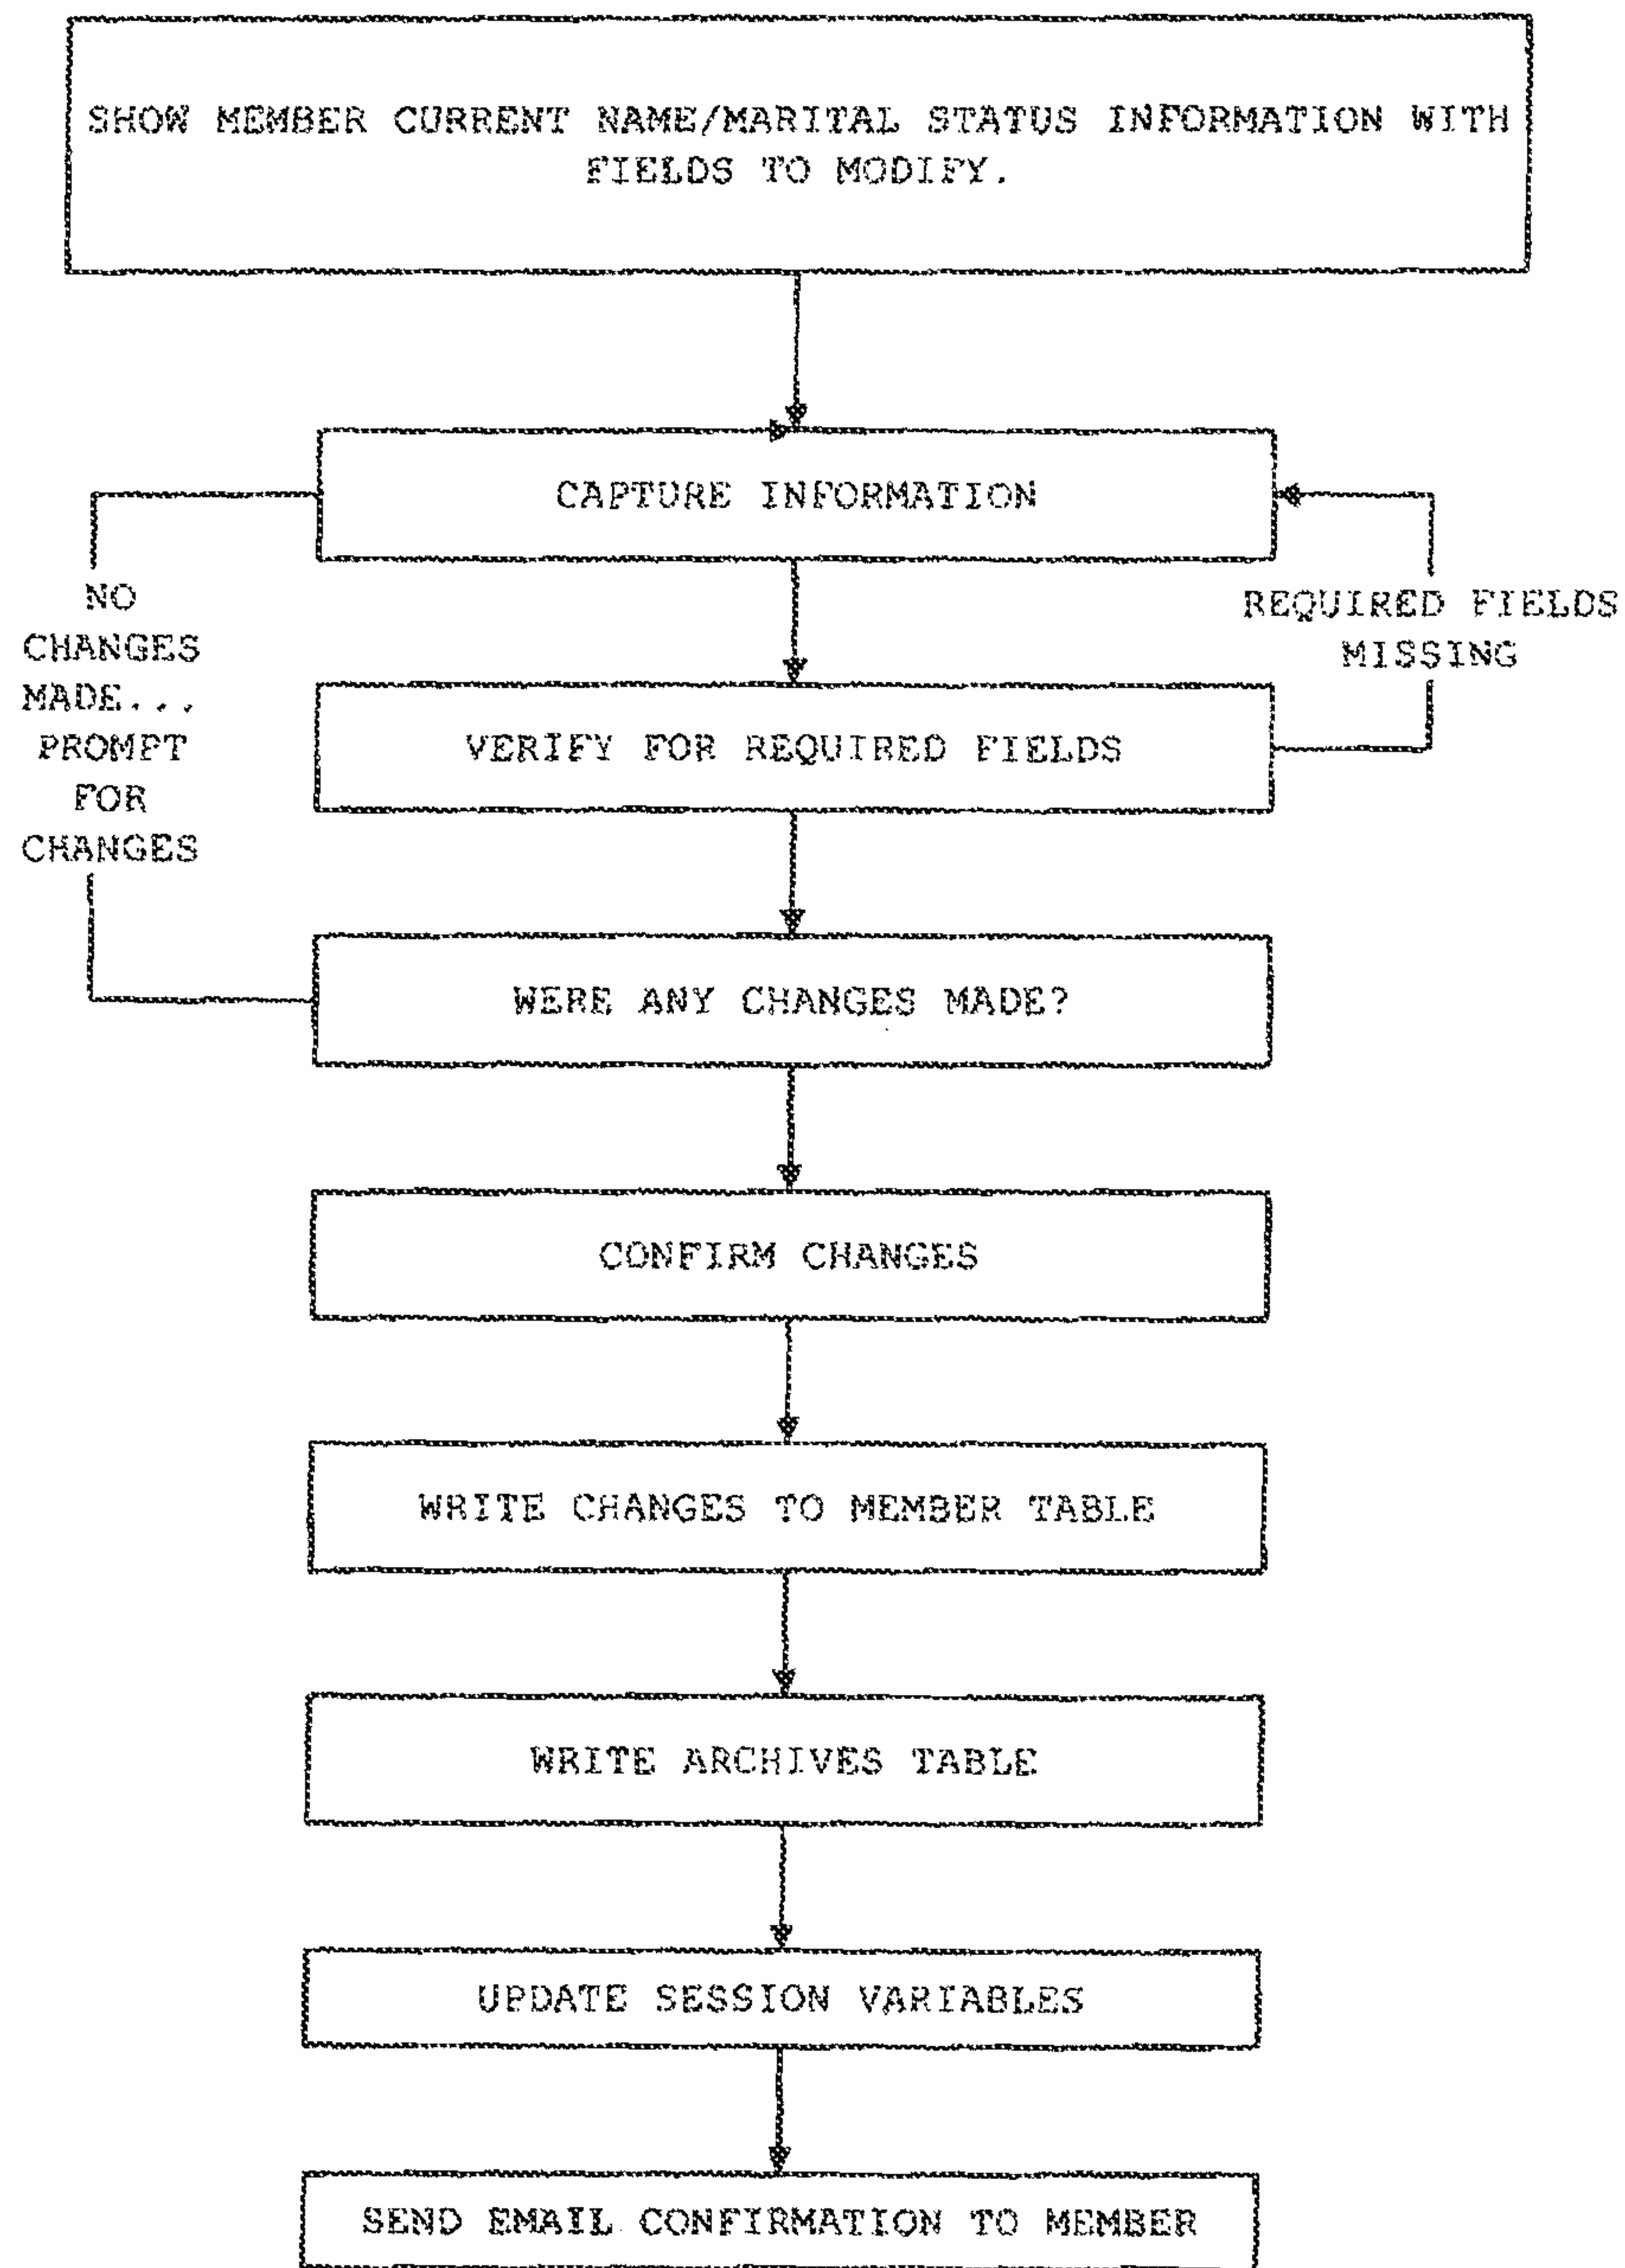 SHOW MEMBER CURRENT NAME/MARITAL STATUS INFORMATION WITH
FIELDS TO MODIFY.
CAPTURE INFORMATION
NO
CHANGES
MADE...
PROMPT
FOR
CHANGES
REQUIRED FIELDS
MISSING
VERIFY FOR REQUIRED FIELDS
WERE ANY CHANGES MADE?
CONFIRM CHANGES
WRITE CHANGES TO MEMBER TABLE
WRITE ARCHIVES TABLE
UPDATE SESSION VARIABLES
SEND EMAIL CONFIRMATION TO MEMBER